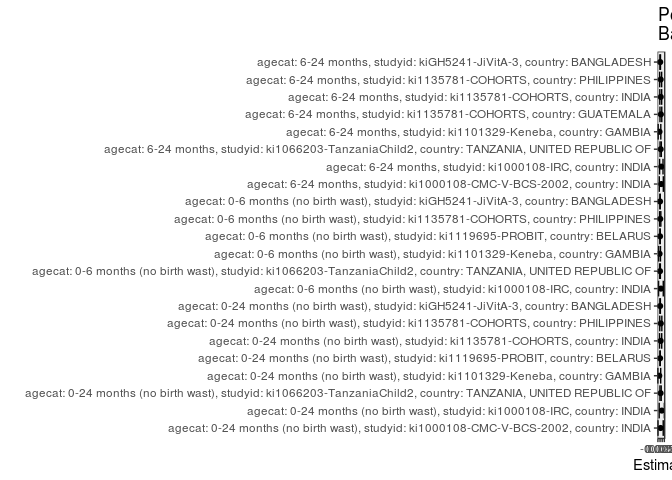 Po
Ba
agecat: 6-24 months, studyid: kiGH5241-JiVitA-3, country: BANGLADESH
agecat: 6-24 months, studyid: ki1135781-COHORTS, country: PHILIPPINES
agecat: 6-24 months, studyid: ki1135781-COHORTS, country: INDIA
agecat: 6-24 months, studyid: ki1135781-COHORTS, country: GUATEMALA
agecat: 6-24 months, studyid: ki1101329-Keneba, country: GAMBIA
agecat: 6-24 months, studyid: ki1066203-TanzaniaChild2, country: TANZANIA, UNITED REPUBLIC OF
agecat: 6-24 months, studyid: ki1000108-IRC, country: INDIA
agecat: 6-24 months, studyid: ki1000108-CMC-V-BCS-2002, country: INDIA
agecat: 0-6 months (no birth wast), studyid: kiGH5241-JiVitA-3, country: BANGLADESH
agecat: 0-6 months (no birth wast), studyid: ki1135781-COHORTS, country: PHILIPPINES
agecat: 0-6 months (no birth wast), studyid: ki1119695-PROBIT, country: BELARUS
agecat: 0-6 months (no birth wast), studyid: ki1101329-Keneba, country: GAMBIA
agecat: 0-6 months (no birth wast), studyid: ki1066203-TanzaniaChild2, country: TANZANIA, UNITED REPUBLIC OF
agecat: 0-6 months (no birth wast), studyid: ki1000108-IRC, country: INDIA
agecat: 0-24 months (no birth wast), studyid: kiGH5241-JiVitA-3, country: BANGLADESH
agecat: 0-24 months (no birth wast), studyid: ki1135781-COHORTS, country: PHILIPPINES
agecat: 0-24 months (no birth wast), studyid: ki1135781-COHORTS, country: INDIA
agecat: 0-24 months (no birth wast), studyid: ki1119695-PROBIT, country: BELARUS
agecat: 0-24 months (no birth wast), studyid: ki1101329-Keneba, country: GAMBIA
agecat: 0-24 months (no birth wast), studyid: ki1066203-TanzaniaChild2, country: TANZANIA, UNITED REPUBLIC OF
agecat: 0-24 months (no birth wast), studyid: ki1000108-IRC, country: INDIA
agecat: 0-24 months (no birth wast), studyid: ki1000108-CMC-V-BCS-2002, country: INDIA
Estima